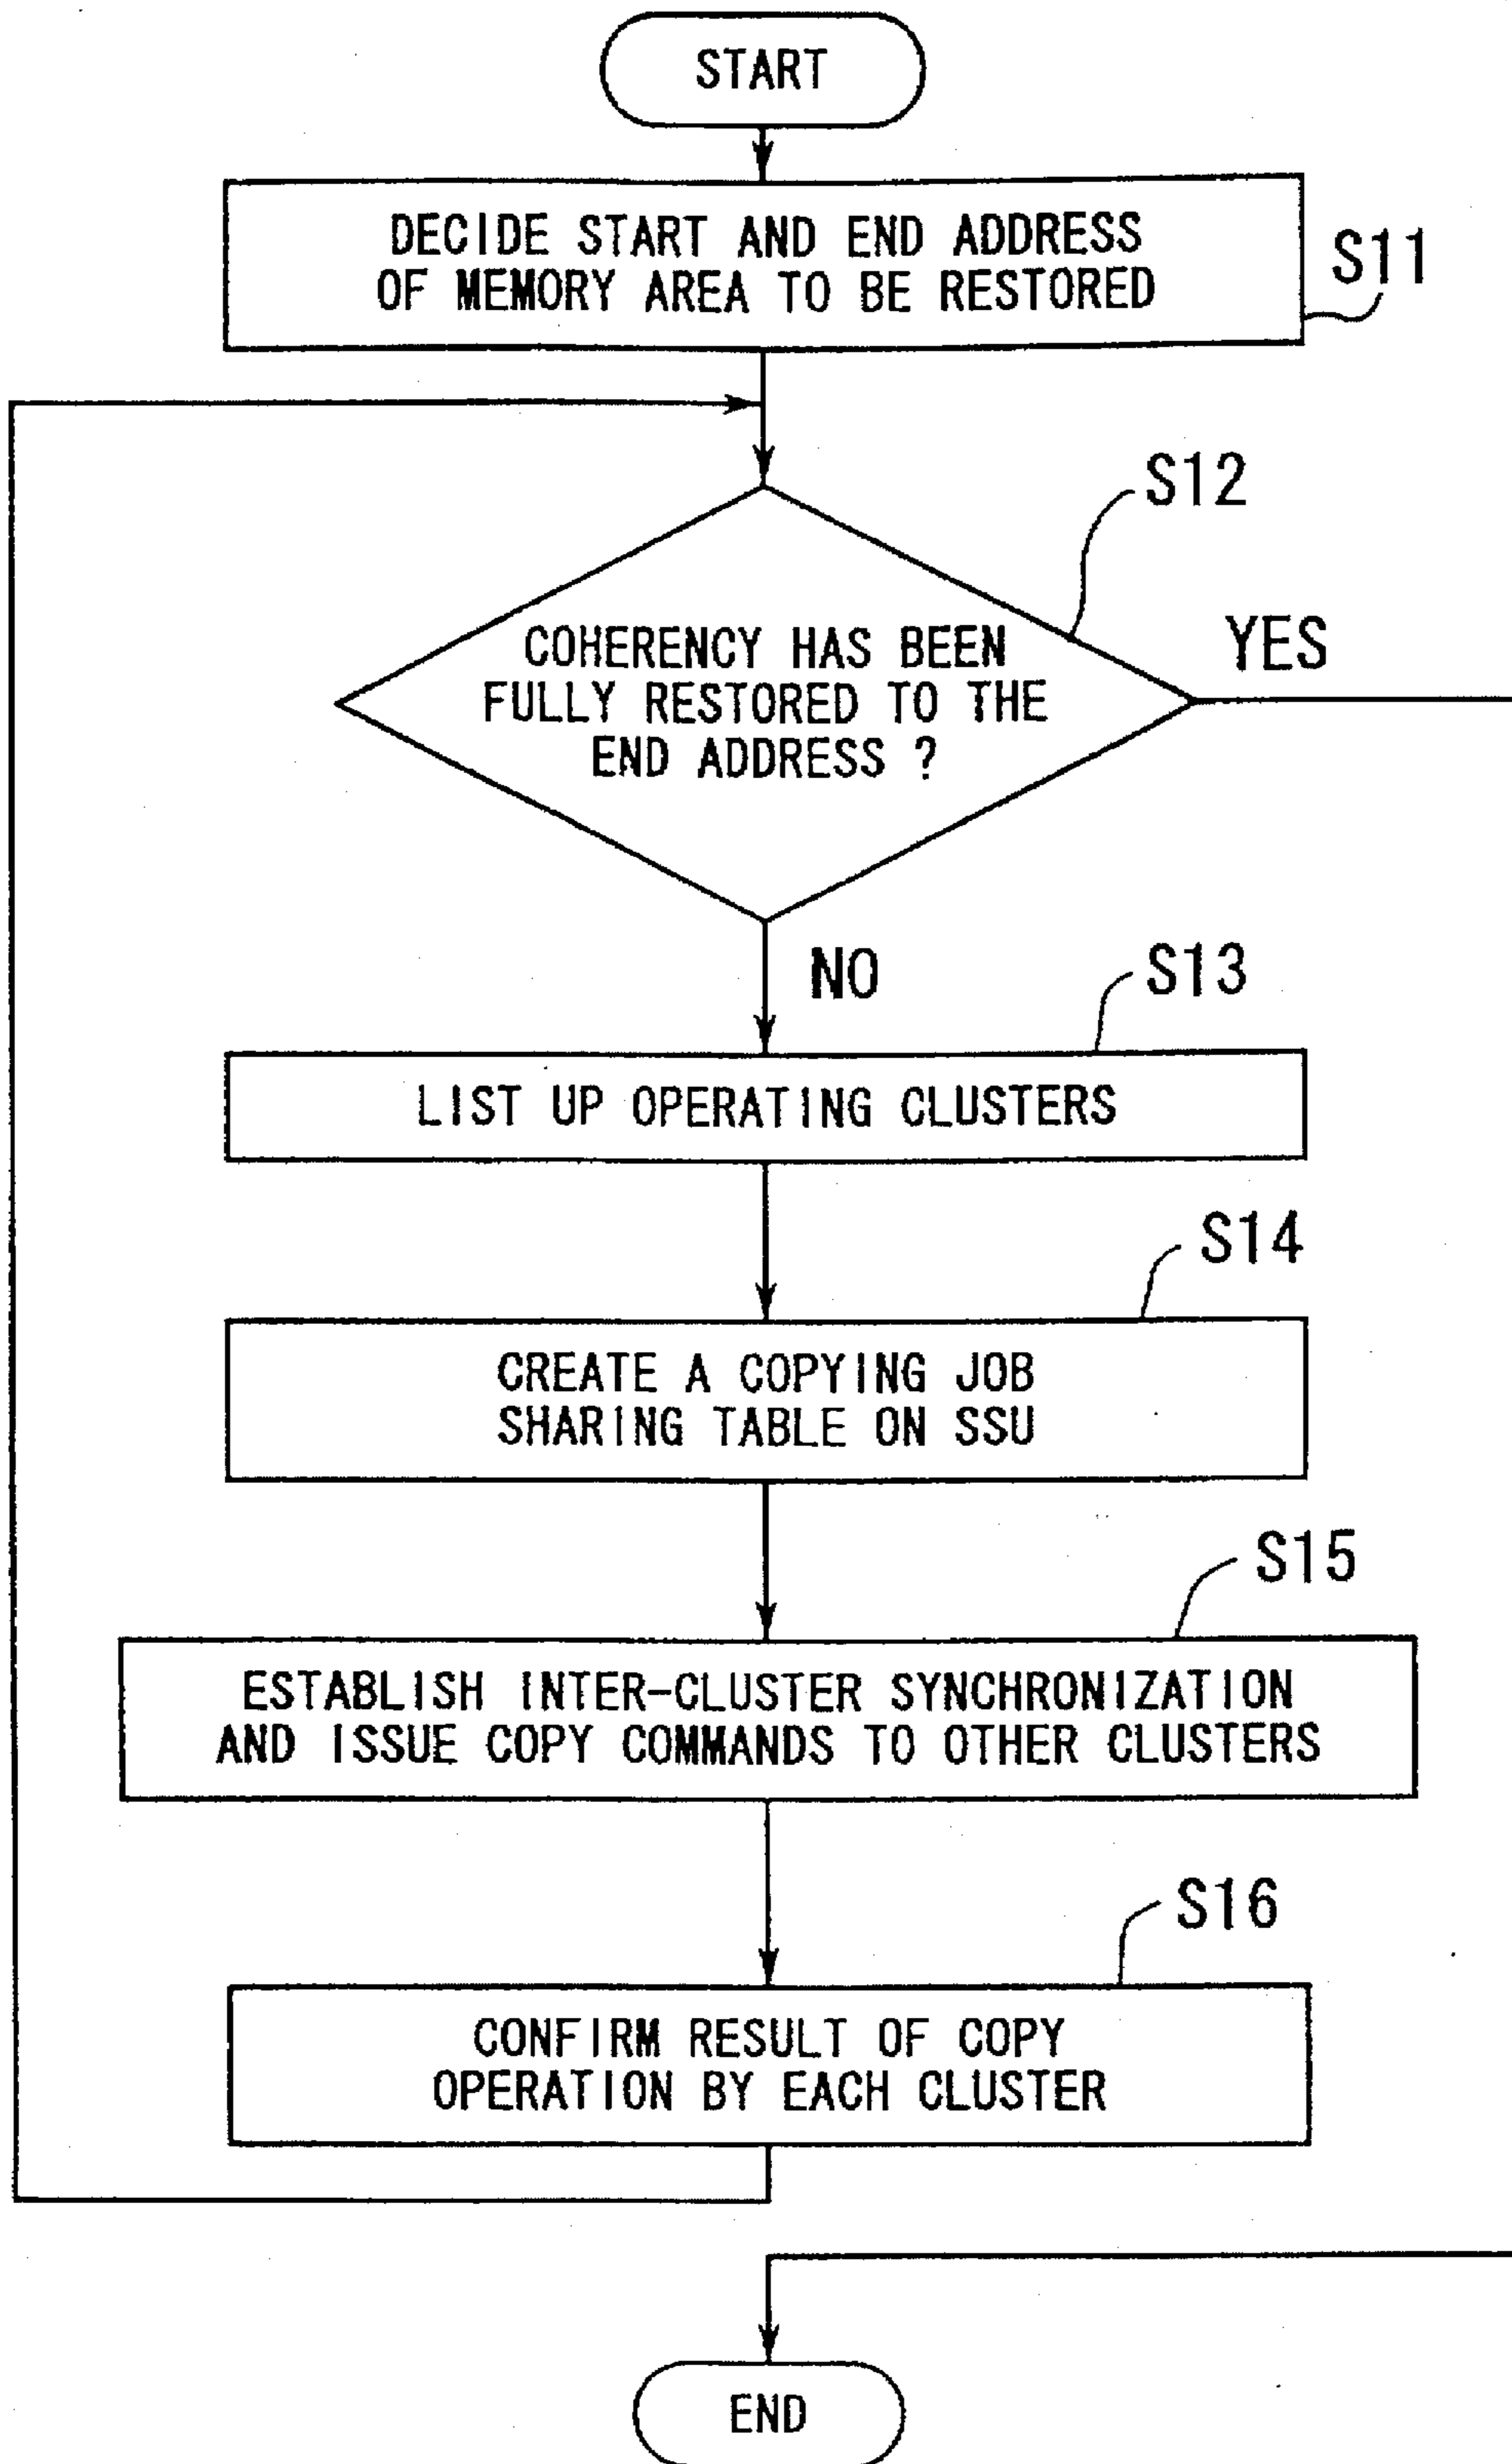 START
DECIDE START AND END ADDRESS
OF MEMORY AREA TO BE RESTORED
S11
S12
COHERENCY HAS BEEN
FULLY RESTORED TO THE
END ADDRESS ?
YES
NO
S13
LIST UP OPERATING CLUSTERS
S14
CREATE A COPYING JOB
SHARING TABLE ON SSU
S15
ESTABLISH INTER-CLUSTER SYNCHRONIZATION
AND ISSUE COPY COMMANDS TO OTHER CLUSTERS
S16
CONFIRM RESULT OF COPY
OPERATION BY EACH CLUSTER
END